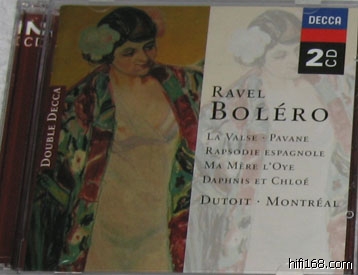 DECCA
2CD
DOUBLE DECCA
RAVEL
BOLÉRO
LA VALSE · PAVANE
RAPSODIE ESPAGNOLE
MA MÈRE L'OYE
DAPHNIS ET CHLOÉ
DUTOIT · MONTRÉAL
hifi168.com